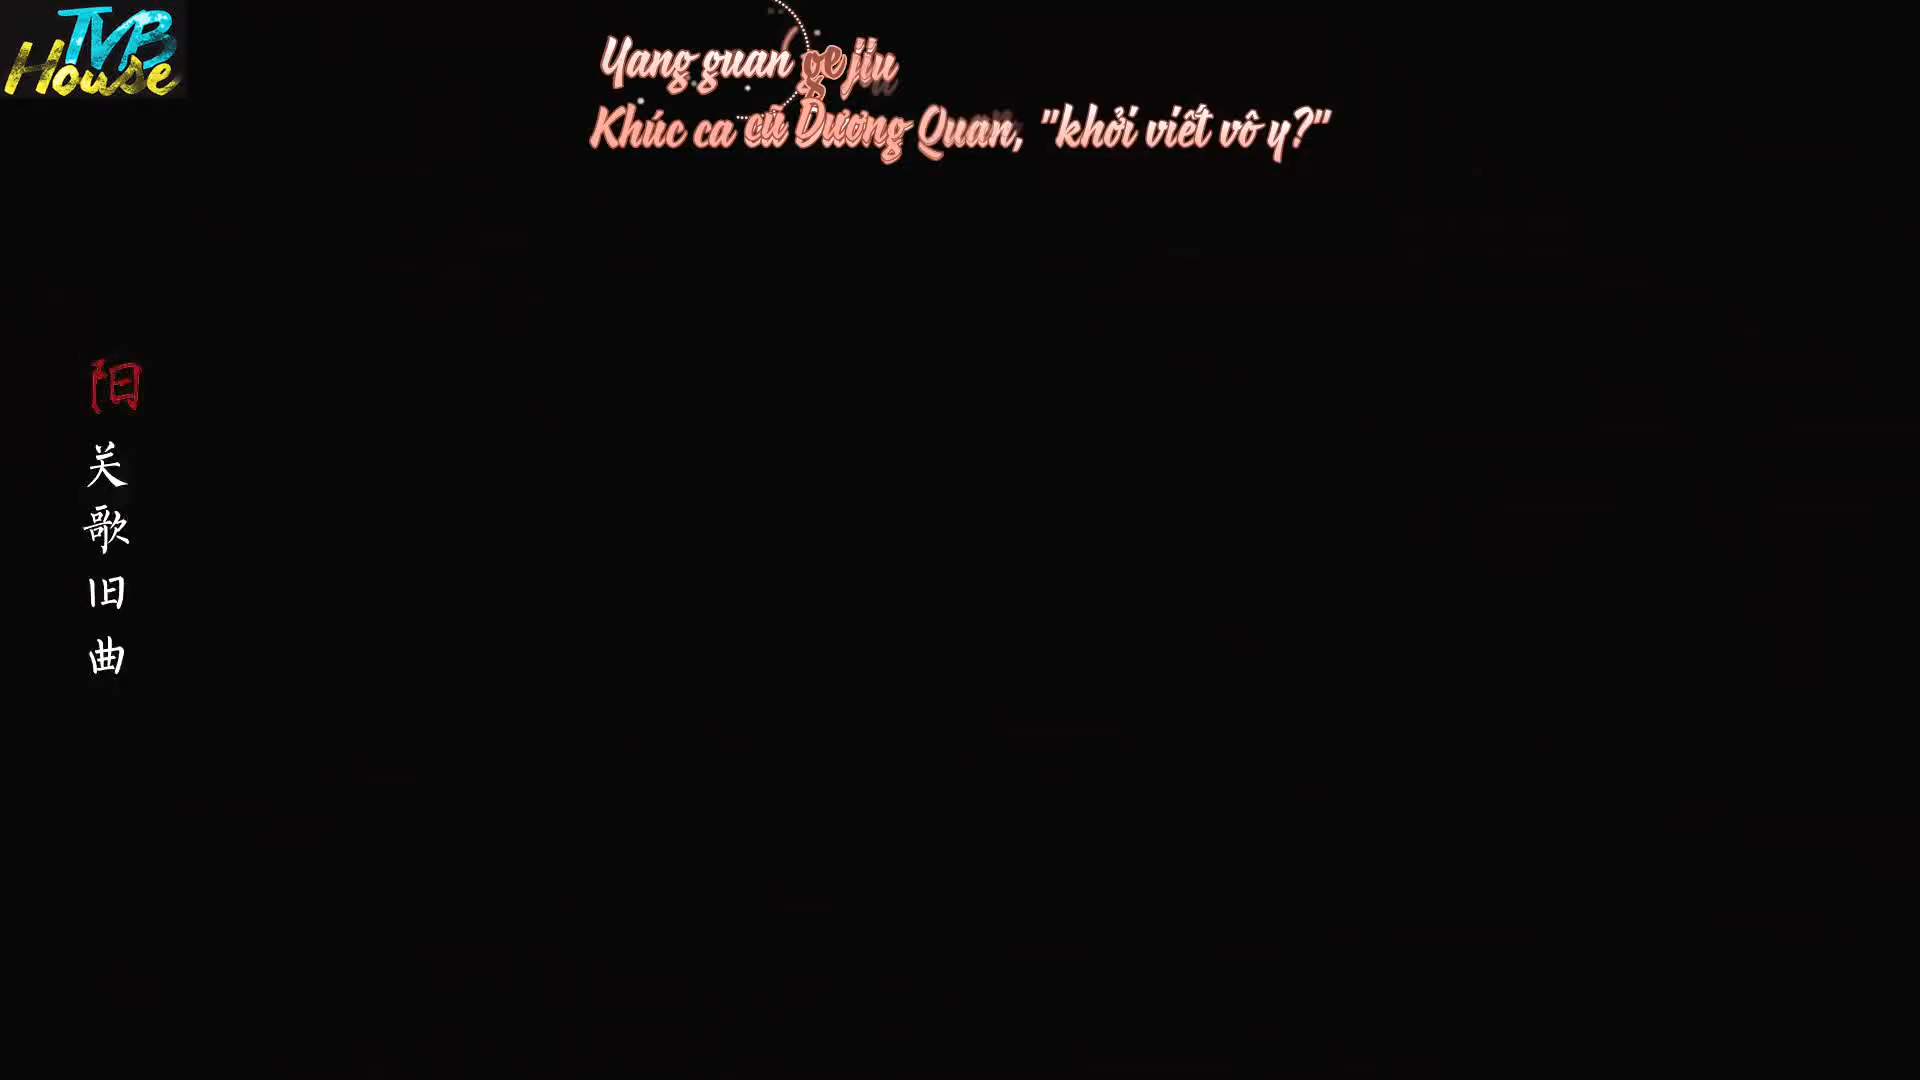 TVB
House
Yang guan ge jiu
Khúc ca cũ Dương Quan, "khởi viết vô y?"
阳
关
歌
旧
曲